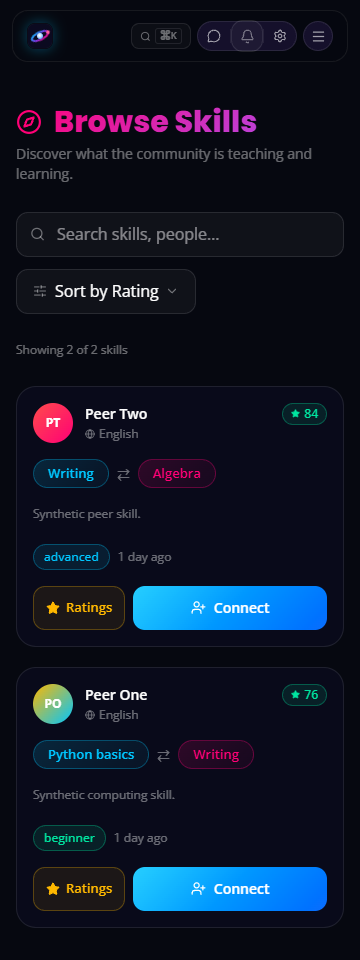 ⌘K
Browse Skills
Discover what the community is teaching and
learning.
Search skills, people...
Sort by Rating
Showing 2 of 2 skills
PT
Peer Two
84
English
Writing
Algebra
Synthetic peer skill.
advanced
1 day ago
Ratings
Connect
PO
Peer One
76
English
Python basics
Writing
Synthetic computing skill.
beginner
1 day ago
Ratings
Connect